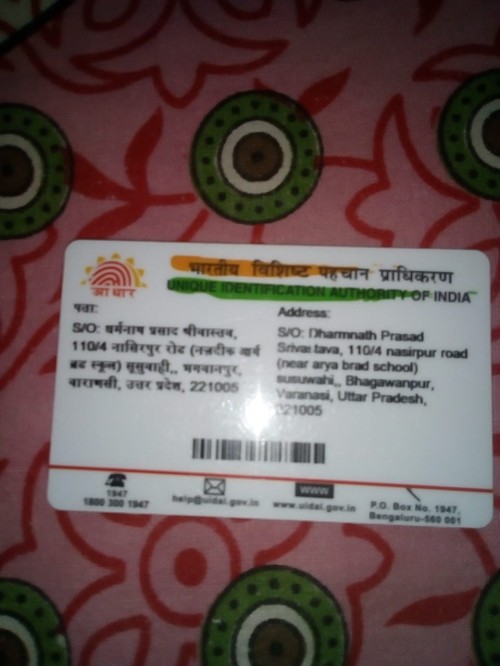 भारतीय विशिष्ट पहचान प्राधिकरण
UNIQUE IDENTIFICATION AUTHORITY OF INDIA
आधार
पता:
S/O: धर्मनाथ प्रसाद श्रीवास्तव,
110/4 नासिरपुर रोड (नजदीक आर्य
ब्रद स्कूल) सुसुवाही,, भगवानपुर,
वाराणसी, उत्तर प्रदेश, 221005
Address:
S/O: Dharmnath Prasad
Srivastava, 110/4 nasirpur road
(near arya brad school)
susuwahi,, Bhagawanpur,
Varanasi, Uttar Pradesh,
221005
1947
1800 300 1947
help@uidai.gov.in
WWW
www.uidai.gov.in
P.O. Box No. 1947,
Bengaluru-560 001